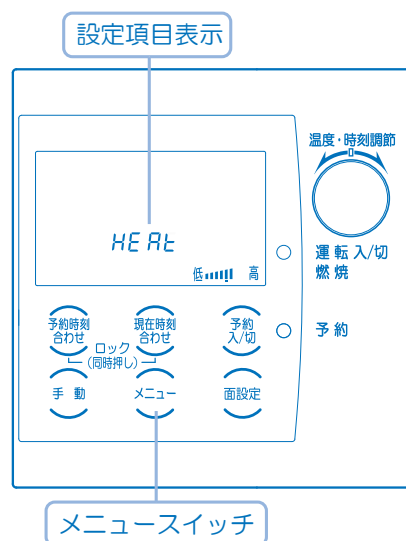 設定項目表示
温度・時刻調節
HEAt
低 高
運転 入/切
燃焼
予約時刻
合わせ
現在時刻
合わせ
予約
入/切
予約
ロック
(同時押し)
手動
メニュー
面設定
メニュースイッチ